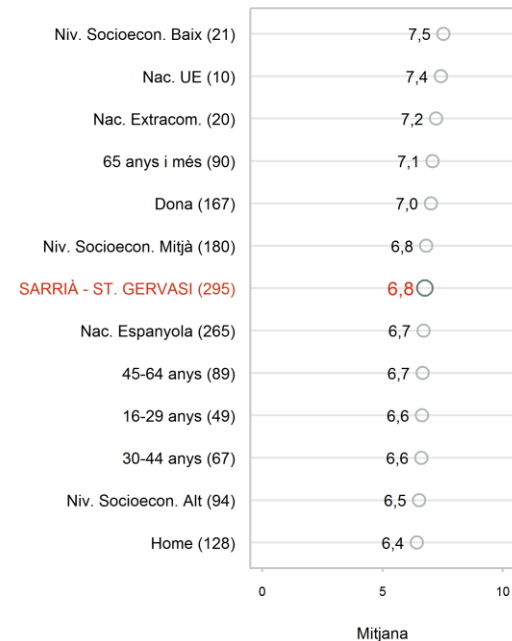 Niv. Socioecon. Baix (21) 7,5
Nac. UE (10) 7,4
Nac. Extracom. (20) 7,2
65 anys i més (90) 7,1
Dona (167) 7,0
Niv. Socioecon. Mitjà (180) 6,8
SARRIÀ - ST. GERVASI (295) 6,8
Nac. Espanyola (265) 6,7
45-64 anys (89) 6,7
16-29 anys (49) 6,6
30-44 anys (67) 6,6
Niv. Socioecon. Alt (94) 6,5
Home (128) 6,4
0 5 10
Mitjana